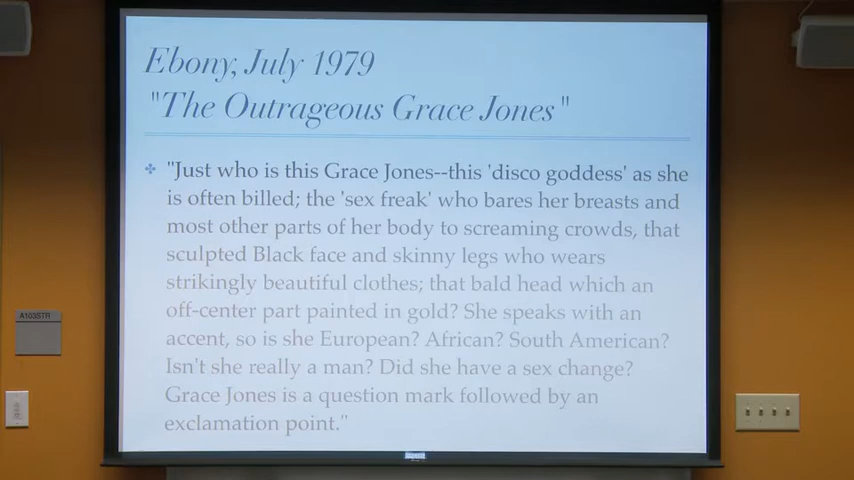 Ebony, July 1979
"The Outrageous Grace Jones"
"Just who is this Grace Jones--this 'disco goddess' as she
is often billed; the 'sex freak' who bares her breasts and
most other parts of her body to screaming crowds, that
sculpted Black face and skinny legs who wears
strikingly beautiful clothes; that bald head which an
off-center part painted in gold? She speaks with an
accent, so is she European? African? South American?
Isn't she really a man? Did she have a sex change?
Grace Jones is a question mark followed by an
exclamation point."
A103STR